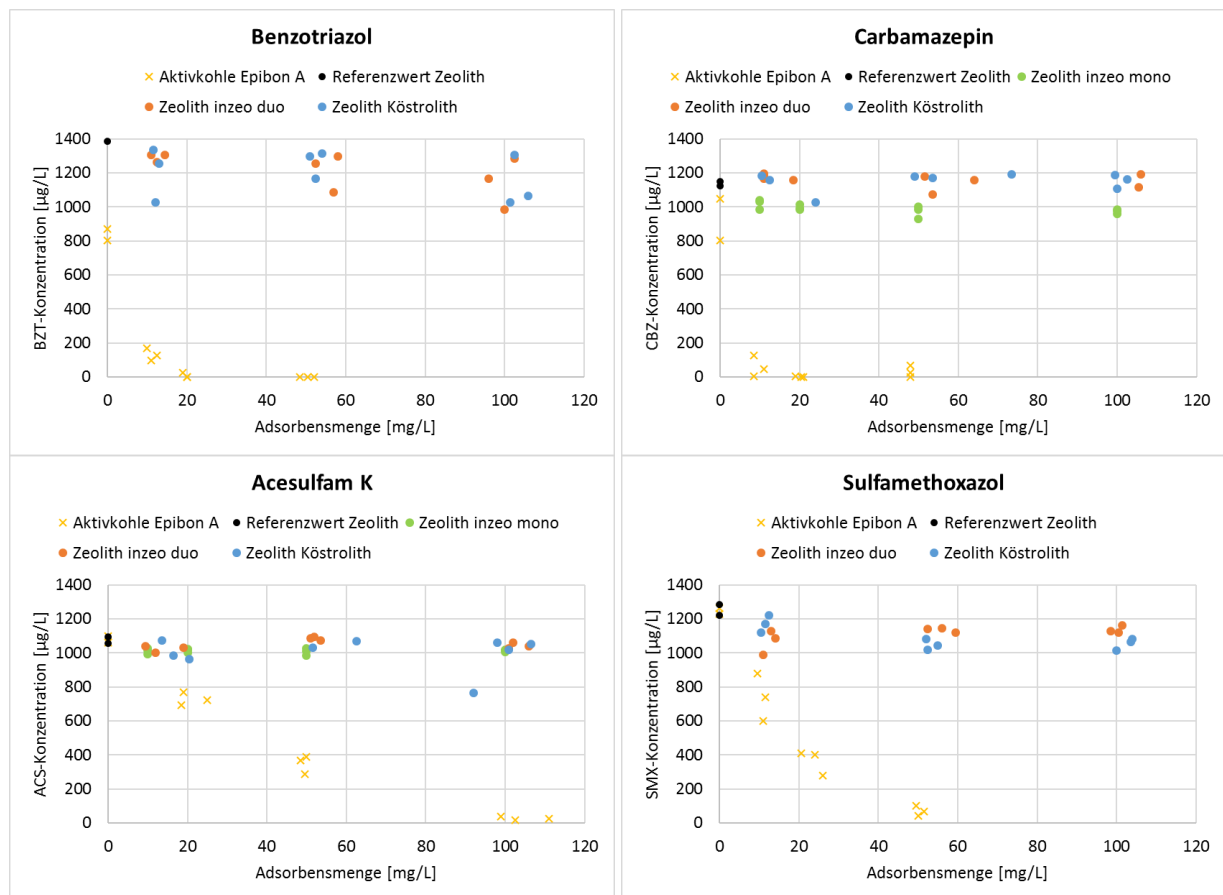 Benzotriazol
Aktivkohle Epibon A Referenzwert Zeolith
Zeolith inzeo duo Zeolith Köstrolith
BZT-Konzentration [µg/L]
1400
1200
1000
800
600
400
200
0
0 20 40 60 80 100 120
Adsorbensmenge [mg/L]
Carbamazepin
Aktivkohle Epibon A Referenzwert Zeolith Zeolith inzeo mono
Zeolith inzeo duo Zeolith Köstrolith
CBZ-Konzentration [µg/L]
1400
1200
1000
800
600
400
200
0
0 20 40 60 80 100 120
Adsorbensmenge [mg/L]
Acesulfam K
Aktivkohle Epibon A Referenzwert Zeolith Zeolith inzeo mono
Zeolith inzeo duo Zeolith Köstrolith
ACS-Konzentration [µg/L]
1400
1200
1000
800
600
400
200
0
0 20 40 60 80 100 120
Adsorbensmenge [mg/L]
Sulfamethoxazol
Aktivkohle Epibon A Referenzwert Zeolith
Zeolith inzeo duo Zeolith Köstrolith
SMX-Konzentration [µg/L]
1400
1200
1000
800
600
400
200
0
0 20 40 60 80 100 120
Adsorbensmenge [mg/L]